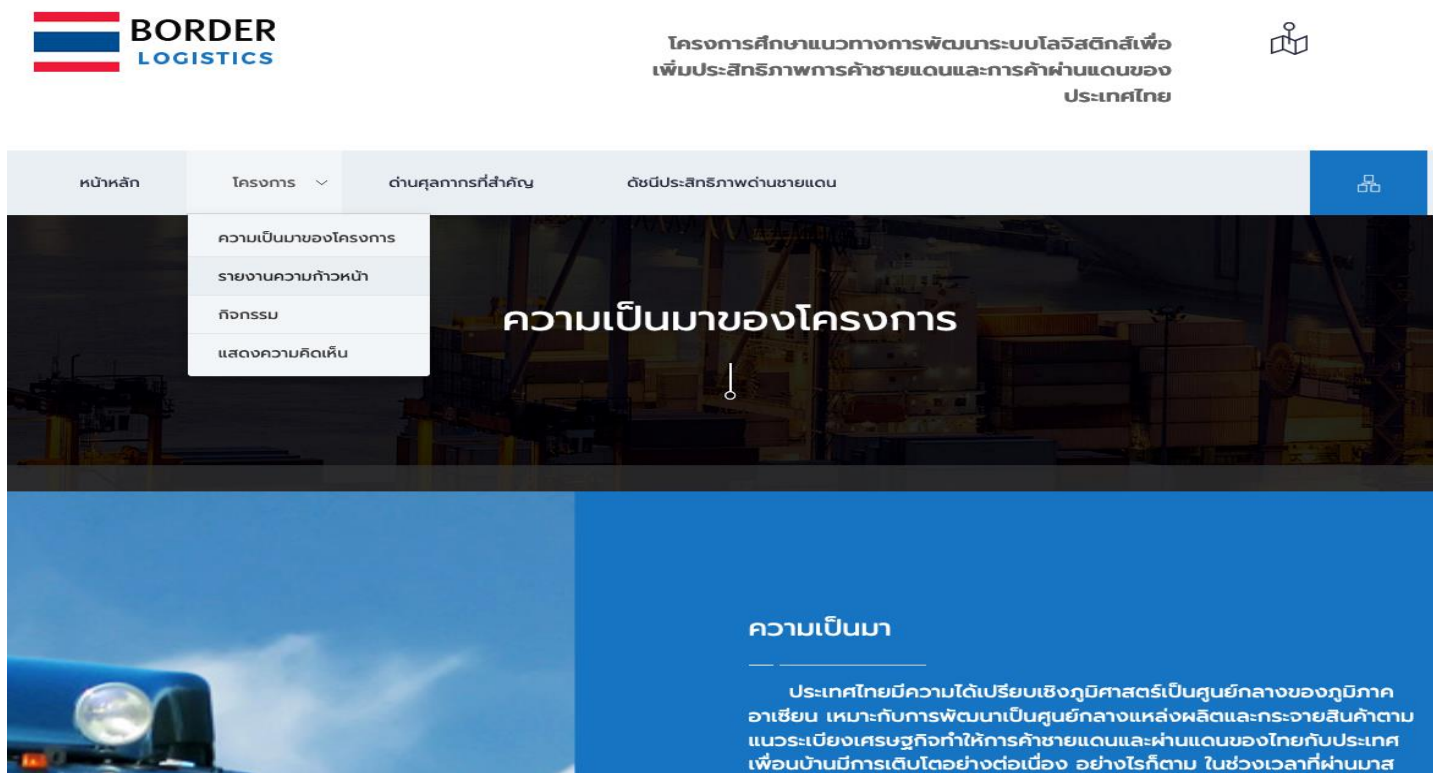 BORDER
LOGISTICS
โครงการศึกษาแนวทางการพัฒนาระบบโลจิสติกส์เพื่อ
เพิ่มประสิทธิภาพการค้าชายแดนและการค้าผ่านแดนของ
ประเทศไทย
หน้าหลัก โครงการ ด่านศุลกากรที่สำคัญ ดัชนีประสิทธิภาพด่านชายแดน
ความเป็นมาของโครงการ
รายงานความก้าวหน้า
กิจกรรม
แสดงความคิดเห็น
ความเป็นมาของโครงการ
ความเป็นมา
ประเทศไทยมีความได้เปรียบเชิงภูมิศาสตร์เป็นศูนย์กลางของภูมิภาค
อาเซียน เหมาะกับการพัฒนาเป็นศูนย์กลางแหล่งผลิตและกระจายสินค้าตาม
แนวระเบียงเศรษฐกิจทำให้การค้าชายแดนและผ่านแดนของไทยกับประเทศ
เพื่อนบ้านมีการเติบโตอย่างต่อเนื่อง อย่างไรก็ตาม ในช่วงเวลาที่ผ่านมาส